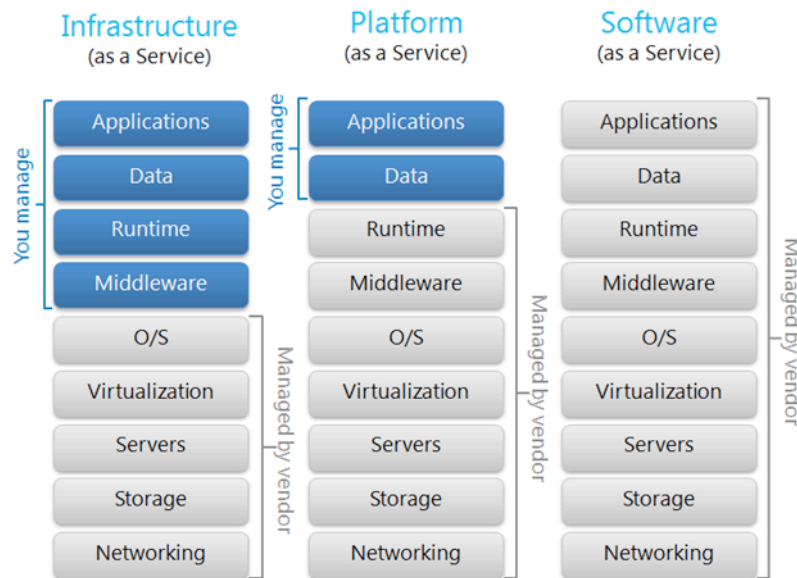 Infrastructure
(as a Service)
You manage
Applications
Data
Runtime
Middleware
O/S
Virtualization
Servers
Storage
Networking
Managed by vendor
Platform
(as a Service)
You manage
Applications
Data
Runtime
Middleware
O/S
Virtualization
Servers
Storage
Networking
Managed by vendor
Software
(as a Service)
Applications
Data
Runtime
Middleware
O/S
Virtualization
Servers
Storage
Networking
Managed by vendor